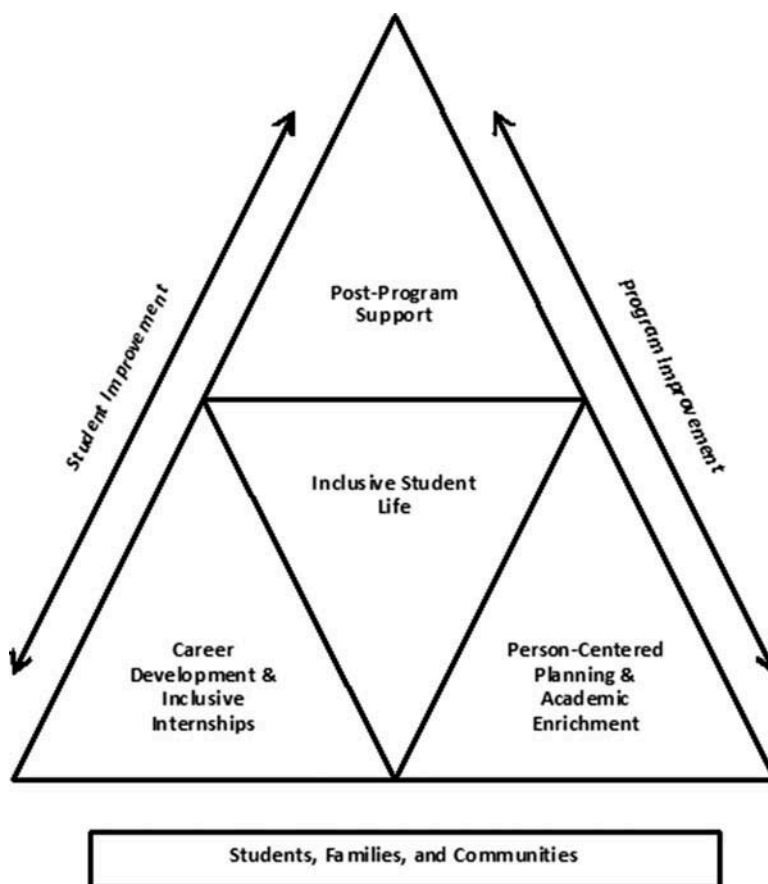 Post-Program
Support
Student Improvement
Program Improvement
Inclusive Student
Life
Career
Development &
Inclusive
Internships
Person-Centered
Planning &
Academic
Enrichment
Students, Families, and Communities